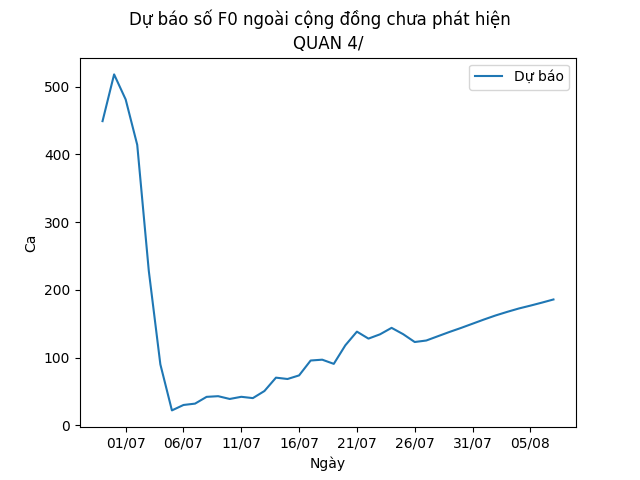 Dự báo số F0 ngoài cộng đồng chưa phát hiện
QUAN 4/
Dự báo
500
400
300
200
100
0
Ca
01/07 06/07 11/07 16/07 21/07 26/07 31/07 05/08
Ngày